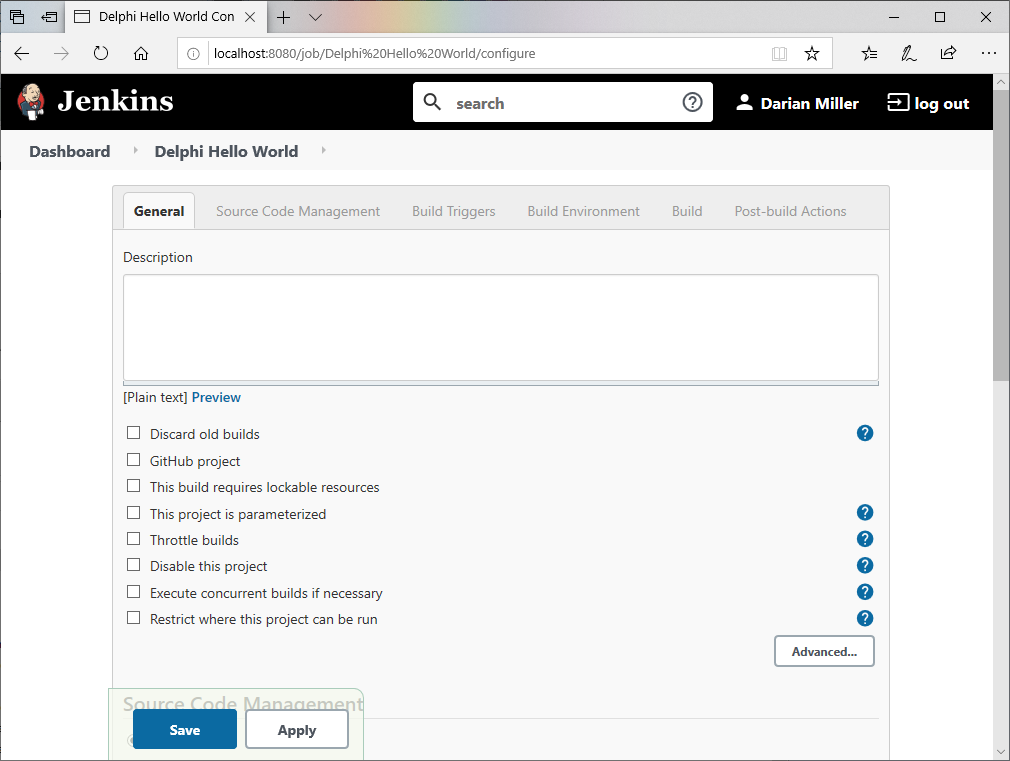 Delphi Hello World Con
localhost:8080/job/Delphi%20Hello%20World/configure
Jenkins
search
Darian Miller
log out
Dashboard
Delphi Hello World
General
Source Code Management
Build Triggers
Build Environment
Build
Post-build Actions
Description
[Plain text] Preview
Discard old builds
GitHub project
This build requires lockable resources
This project is parameterized
Throttle builds
Disable this project
Execute concurrent builds if necessary
Restrict where this project can be run
Advanced...
Source Code Management
Save
Apply